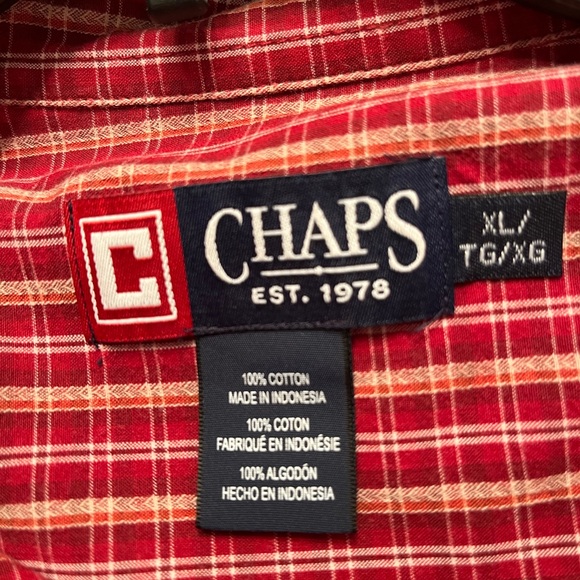 C
CHAPS
EST. 1978
XL/
TG/XG
100% COTTON
MADE IN INDONESIA
100% COTON
FABRIQUÉ EN INDONÉSIE
100% ALGODÓN
HECHO EN INDONESIA